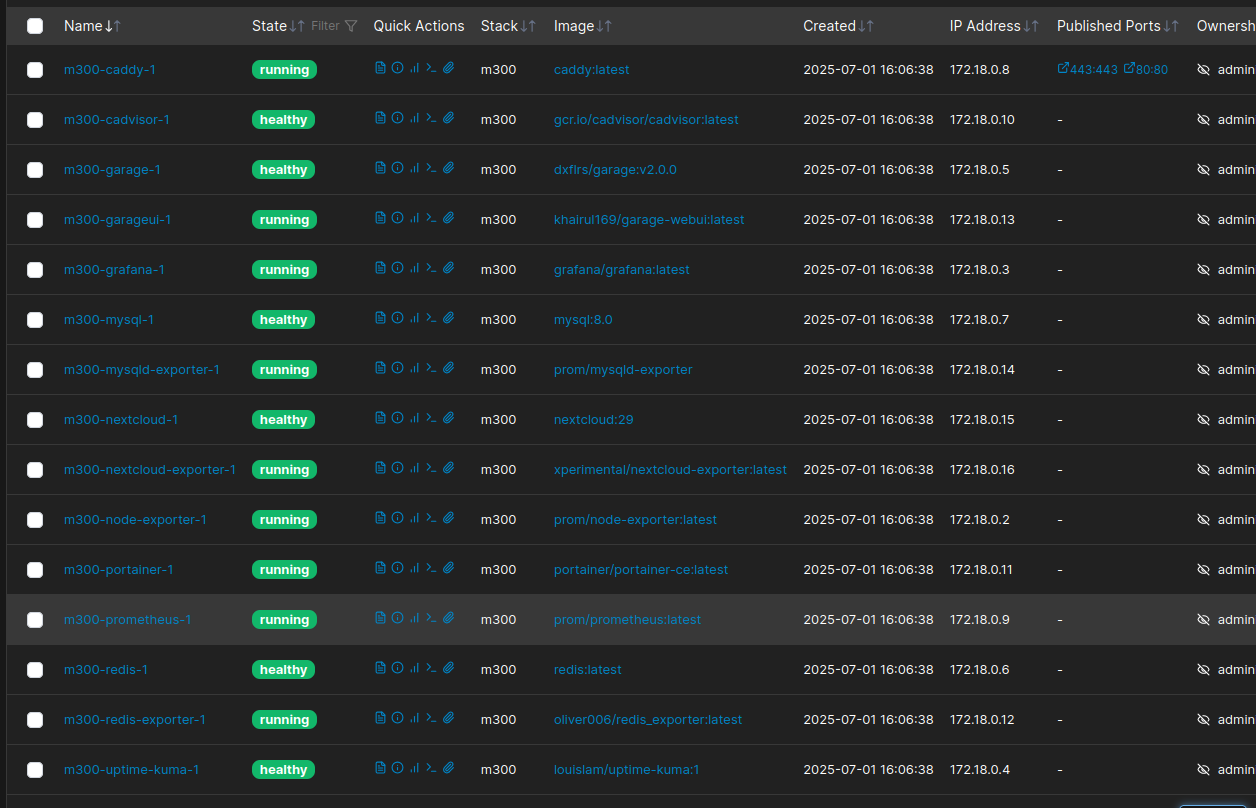 Name State Filter Quick Actions Stack Image Created IP Address Published Ports Ownersh
m300-caddy-1 running m300 caddy:latest 2025-07-01 16:06:38 172.18.0.8 443:443 80:80 admin
m300-cadvisor-1 healthy m300 gcr.io/cadvisor/cadvisor:latest 2025-07-01 16:06:38 172.18.0.10 - admin
m300-garage-1 healthy m300 dxflrs/garage:v2.0.0 2025-07-01 16:06:38 172.18.0.5 - admin
m300-garageui-1 running m300 khairul169/garage-webui:latest 2025-07-01 16:06:38 172.18.0.13 - admin
m300-grafana-1 running m300 grafana/grafana:latest 2025-07-01 16:06:38 172.18.0.3 - admin
m300-mysql-1 healthy m300 mysql:8.0 2025-07-01 16:06:38 172.18.0.7 - admin
m300-mysqld-exporter-1 running m300 prom/mysqld-exporter 2025-07-01 16:06:38 172.18.0.14 - admin
m300-nextcloud-1 healthy m300 nextcloud:29 2025-07-01 16:06:38 172.18.0.15 - admin
m300-nextcloud-exporter-1 running m300 xperimental/nextcloud-exporter:latest 2025-07-01 16:06:38 172.18.0.16 - admin
m300-node-exporter-1 running m300 prom/node-exporter:latest 2025-07-01 16:06:38 172.18.0.2 - admin
m300-portainer-1 running m300 portainer/portainer-ce:latest 2025-07-01 16:06:38 172.18.0.11 - admin
m300-prometheus-1 running m300 prom/prometheus:latest 2025-07-01 16:06:38 172.18.0.9 - admin
m300-redis-1 healthy m300 redis:latest 2025-07-01 16:06:38 172.18.0.6 - admin
m300-redis-exporter-1 running m300 oliver006/redis_exporter:latest 2025-07-01 16:06:38 172.18.0.12 - admin
m300-uptime-kuma-1 healthy m300 louislam/uptime-kuma:1 2025-07-01 16:06:38 172.18.0.4 - admin